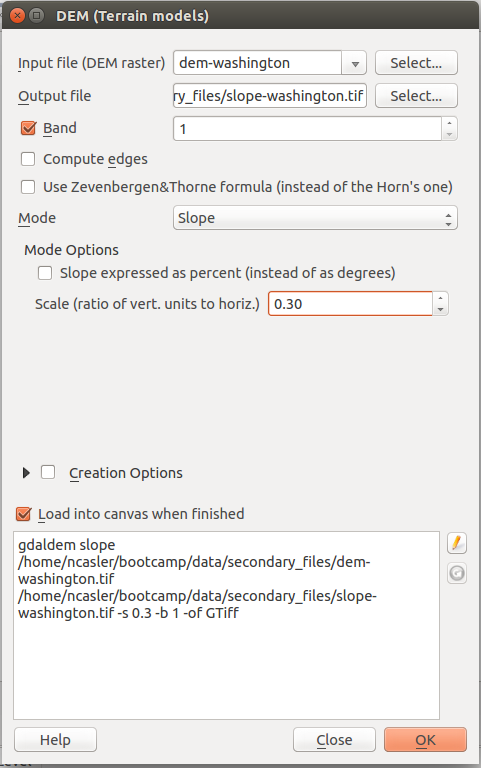 DEM (Terrain models)
Input file (DEM raster) dem-washington Select...
Output file ry_files/slope-washington.tif Select...
Band 1
Compute edges
Use Zevenbergen&Thorne formula (instead of the Horn's one)
Mode Slope
Mode Options
Slope expressed as percent (instead of as degrees)
Scale (ratio of vert. units to horiz.) 0.30
Creation Options
Load into canvas when finished
gdaldem slope
/home/ncasler/bootcamp/data/secondary_files/dem-
washington.tif
/home/ncasler/bootcamp/data/secondary_files/slope-
washington.tif -s 0.3 -b 1 -of GTiff
Help Close OK